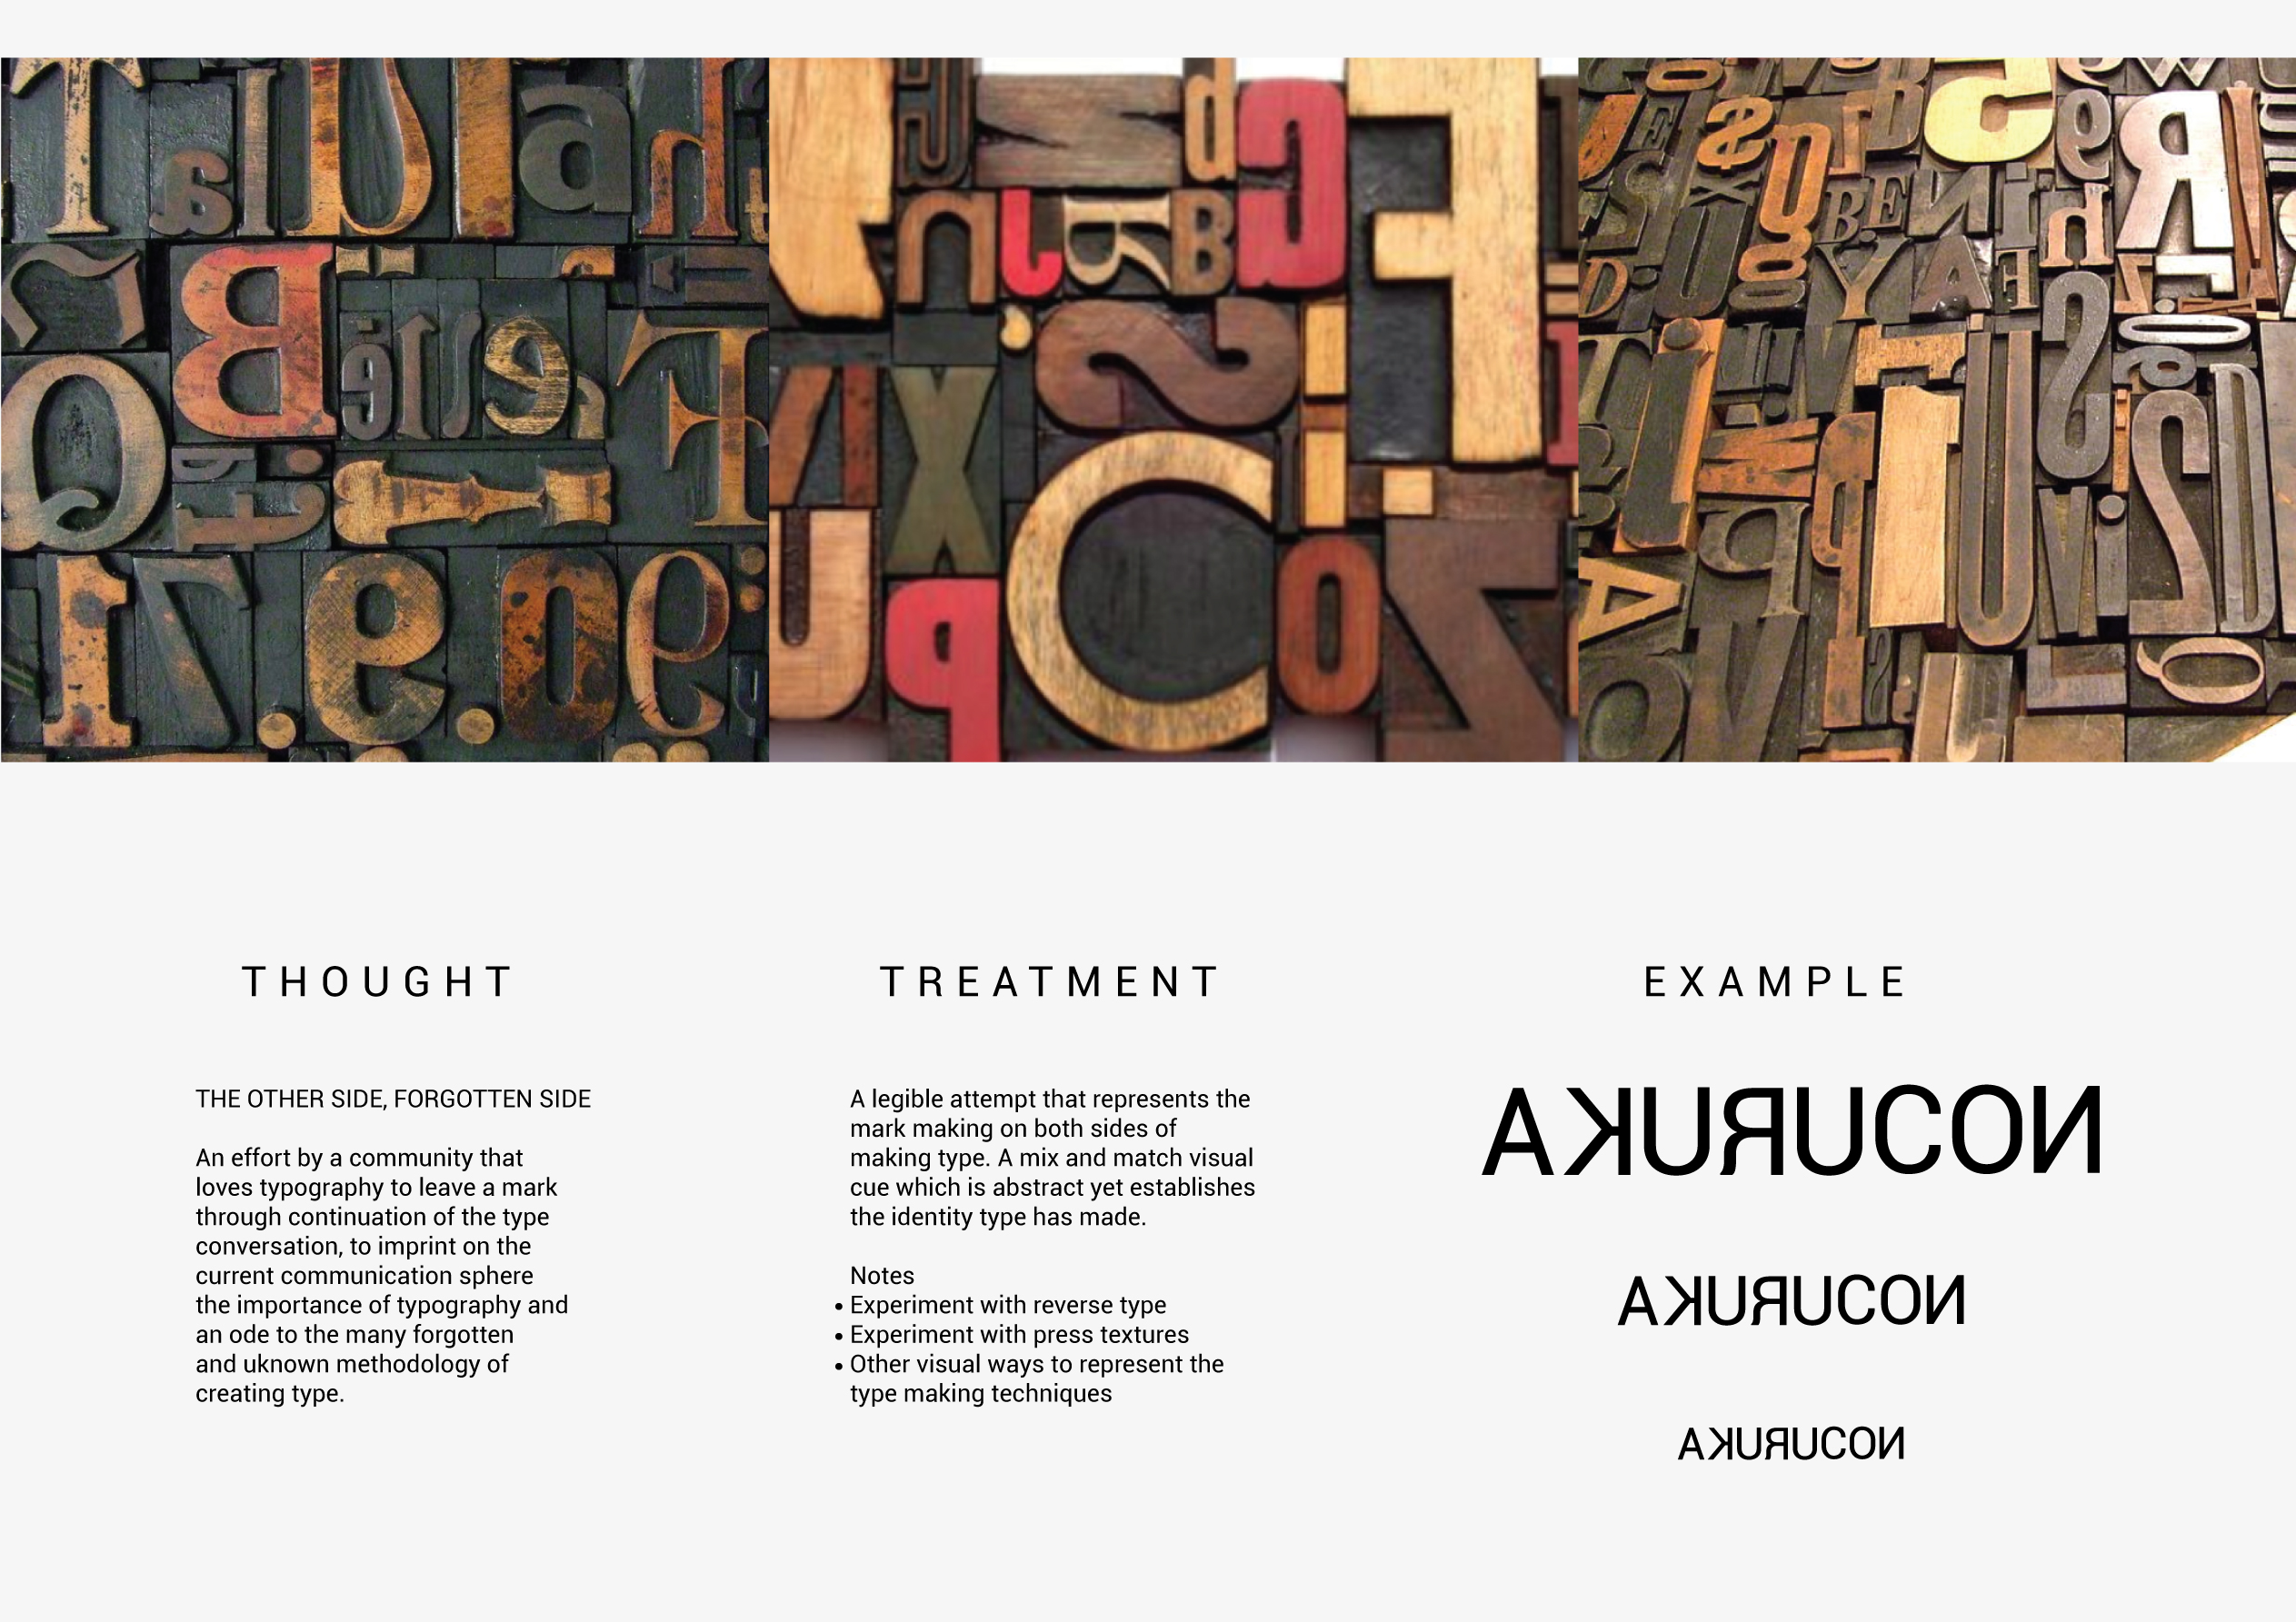 THOUGHT
THE OTHER SIDE, FORGOTTEN SIDE
An effort by a community that
loves typography to leave a mark
through continuation of the type
conversation, to imprint on the
current communication sphere
the importance of typography and
an ode to the many forgotten
and uknown methodology of
creating type.
TREATMENT
A legible attempt that represents the
mark making on both sides of
making type. A mix and match visual
cue which is abstract yet establishes
the identity type has made.
Notes
• Experiment with reverse type
• Experiment with press textures
• Other visual ways to represent the
type making techniques
EXAMPLE
AKURUCON
AKURUCON
AKURUCON